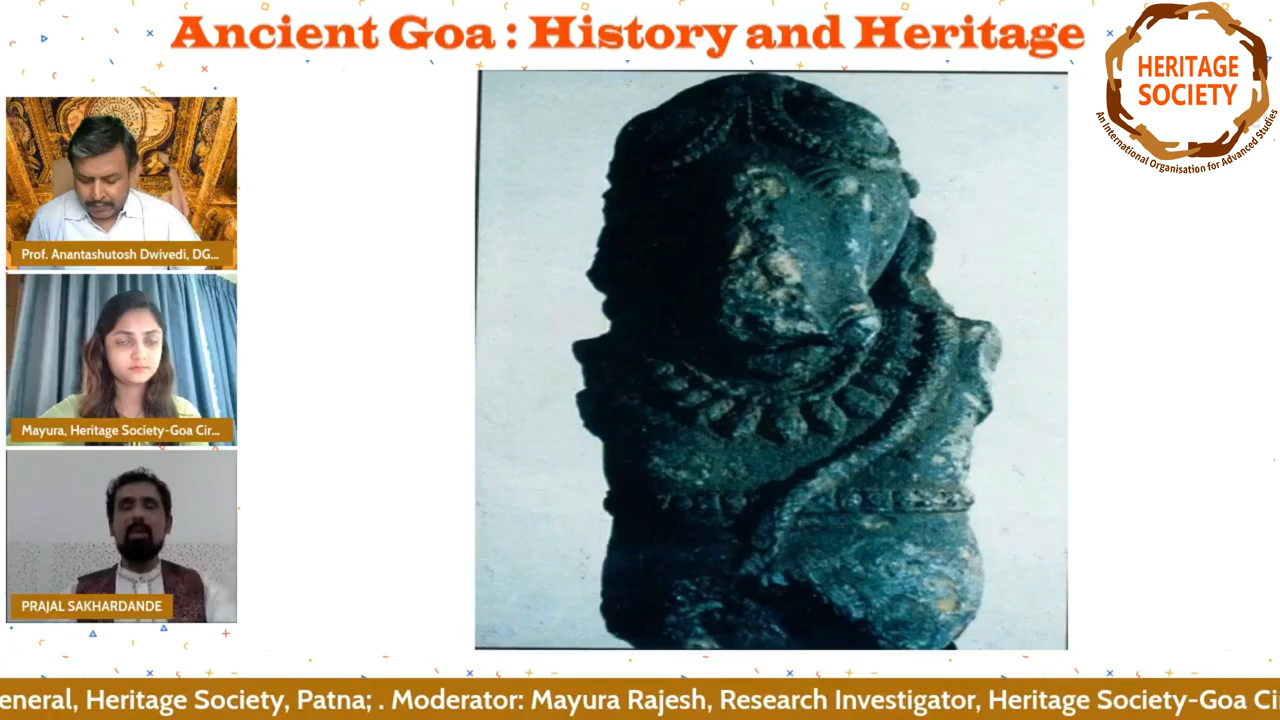 Ancient Goa : History and Heritage
HERITAGE
SOCIETY
An International Organisation for Advanced Studies
Prof. Anantashutosh Dwivedi, DG...
Mayura, Heritage Society-Goa Cir...
PRAJAL SAKHARDANDE
eneral, Heritage Society, Patna; . Moderator: Mayura Rajesh, Research Investigator, Heritage Society-Goa Ci